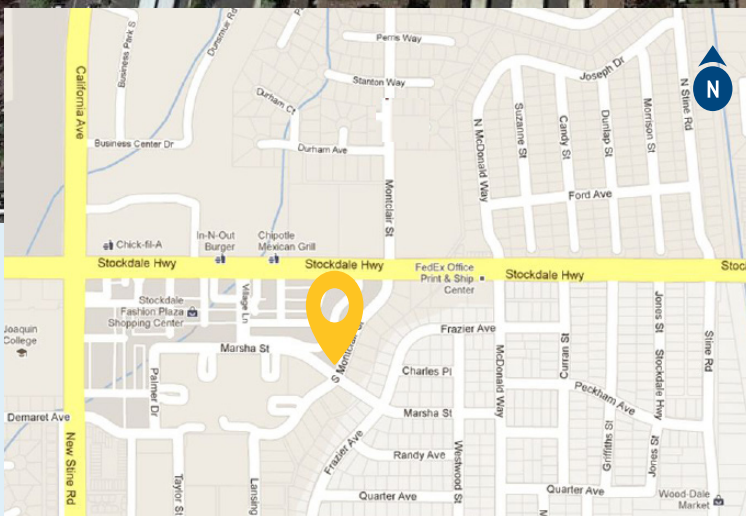 Business Park S
Dunsmuir Rd
Perris Way
Stanton Way
Joseph Dr
N Stine Rd
N
California Ave
Durham Ct
Durham Ave
Business Center Dr
Montclair St
N McDonald Way
Suzanne St
Candy St
Dunlap St
Morrison St
Ford Ave
Chick-fil-A
In-N-Out
Burger
Chipotle
Mexican Grill
FedEx Office
Print & Ship
Center
Stockdale Hwy
Stockdale Hwy
Stockdale Hwy
Stoc
Stockdale
Fashion Plaza
Shopping Center
Village Ln
Joaquin
College
Marsha St
S Montclair
Frazier Ave
Charles Pl
McDonald Way
Curran St
Jones St
Stockdale Hwy
Stine Rd
Palmer Dr
Marsha St
Peckham Ave
Demaret Ave
New Stine Rd
Taylor St
Lansing
Frazier Ave
Randy Ave
Westwood St
Griffiths St
Jones St
Quarter Ave
Quarter Ave
N
Wood-Dale
Market